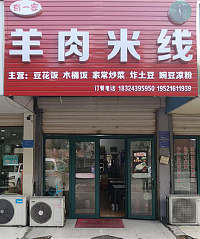 有一家
羊肉米线
主营：豆花饭 水桶饭 家常炒菜 炸土豆 豌豆凉粉
订餐电话：18324395950 19521611939